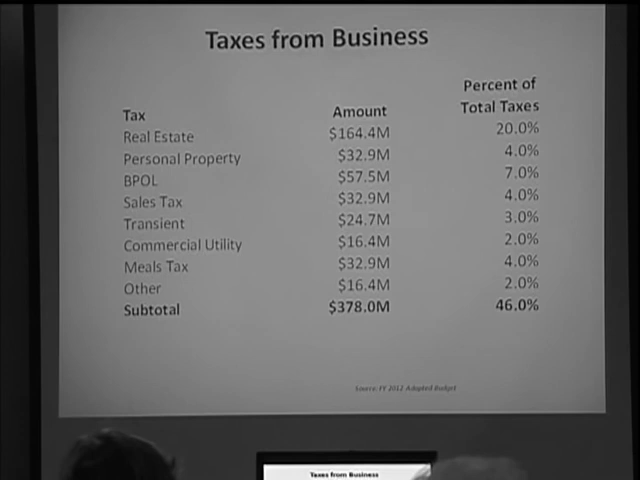 Taxes from Business
Percent of
Tax Amount Total Taxes
Real Estate $164.4M 20.0%
Personal Property $32.9M 4.0%
BPOL $57.5M 7.0%
Sales Tax $32.9M 4.0%
Transient $24.7M 3.0%
Commercial Utility $16.4M 2.0%
Meals Tax $32.9M 4.0%
Other $16.4M 2.0%
Subtotal $378.0M 46.0%
Source: FY 2012 Adopted Budget
Taxes from Business